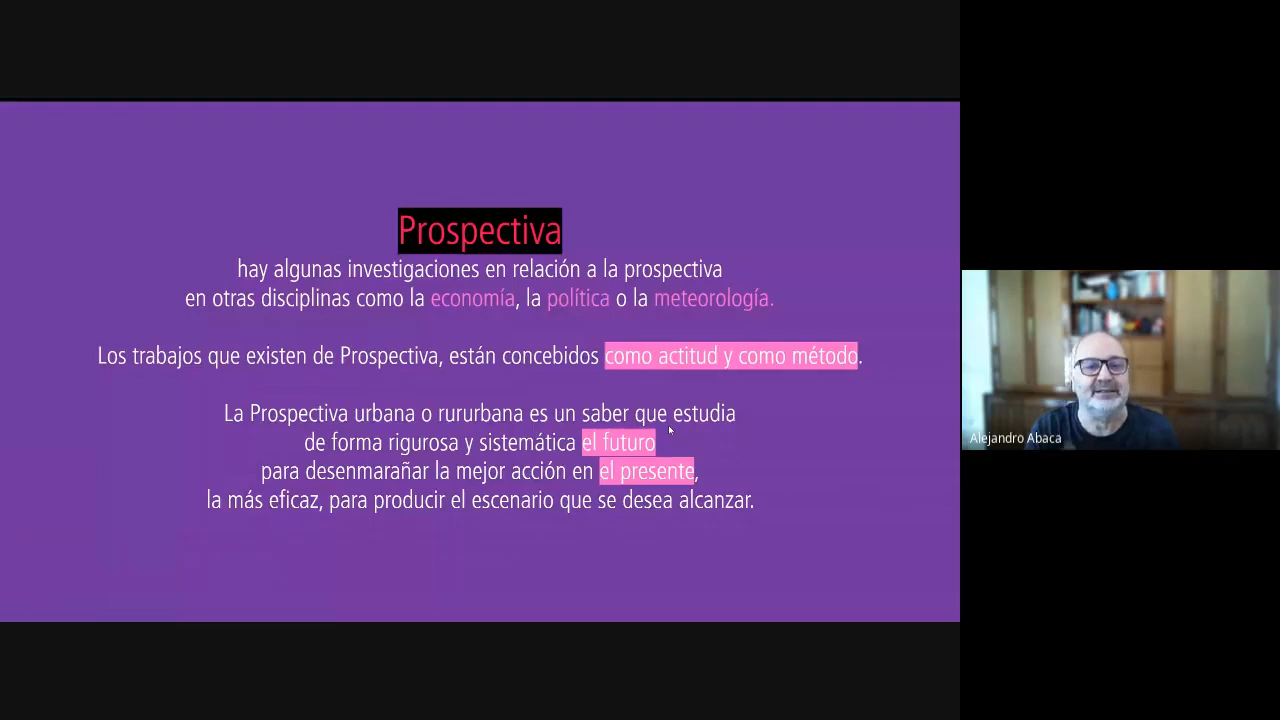 Prospectiva
hay algunas investigaciones en relación a la prospectiva
en otras disciplinas como la economía, la política o la meteorología.
Los trabajos que existen de Prospectiva, están concebidos como actitud y como método.
La Prospectiva urbana o rururbana es un saber que estudia
de forma rigurosa y sistemática el futuro
para desenmarañar la mejor acción en el presente,
la más eficaz, para producir el escenario que se desea alcanzar.
Alejandro Abaca